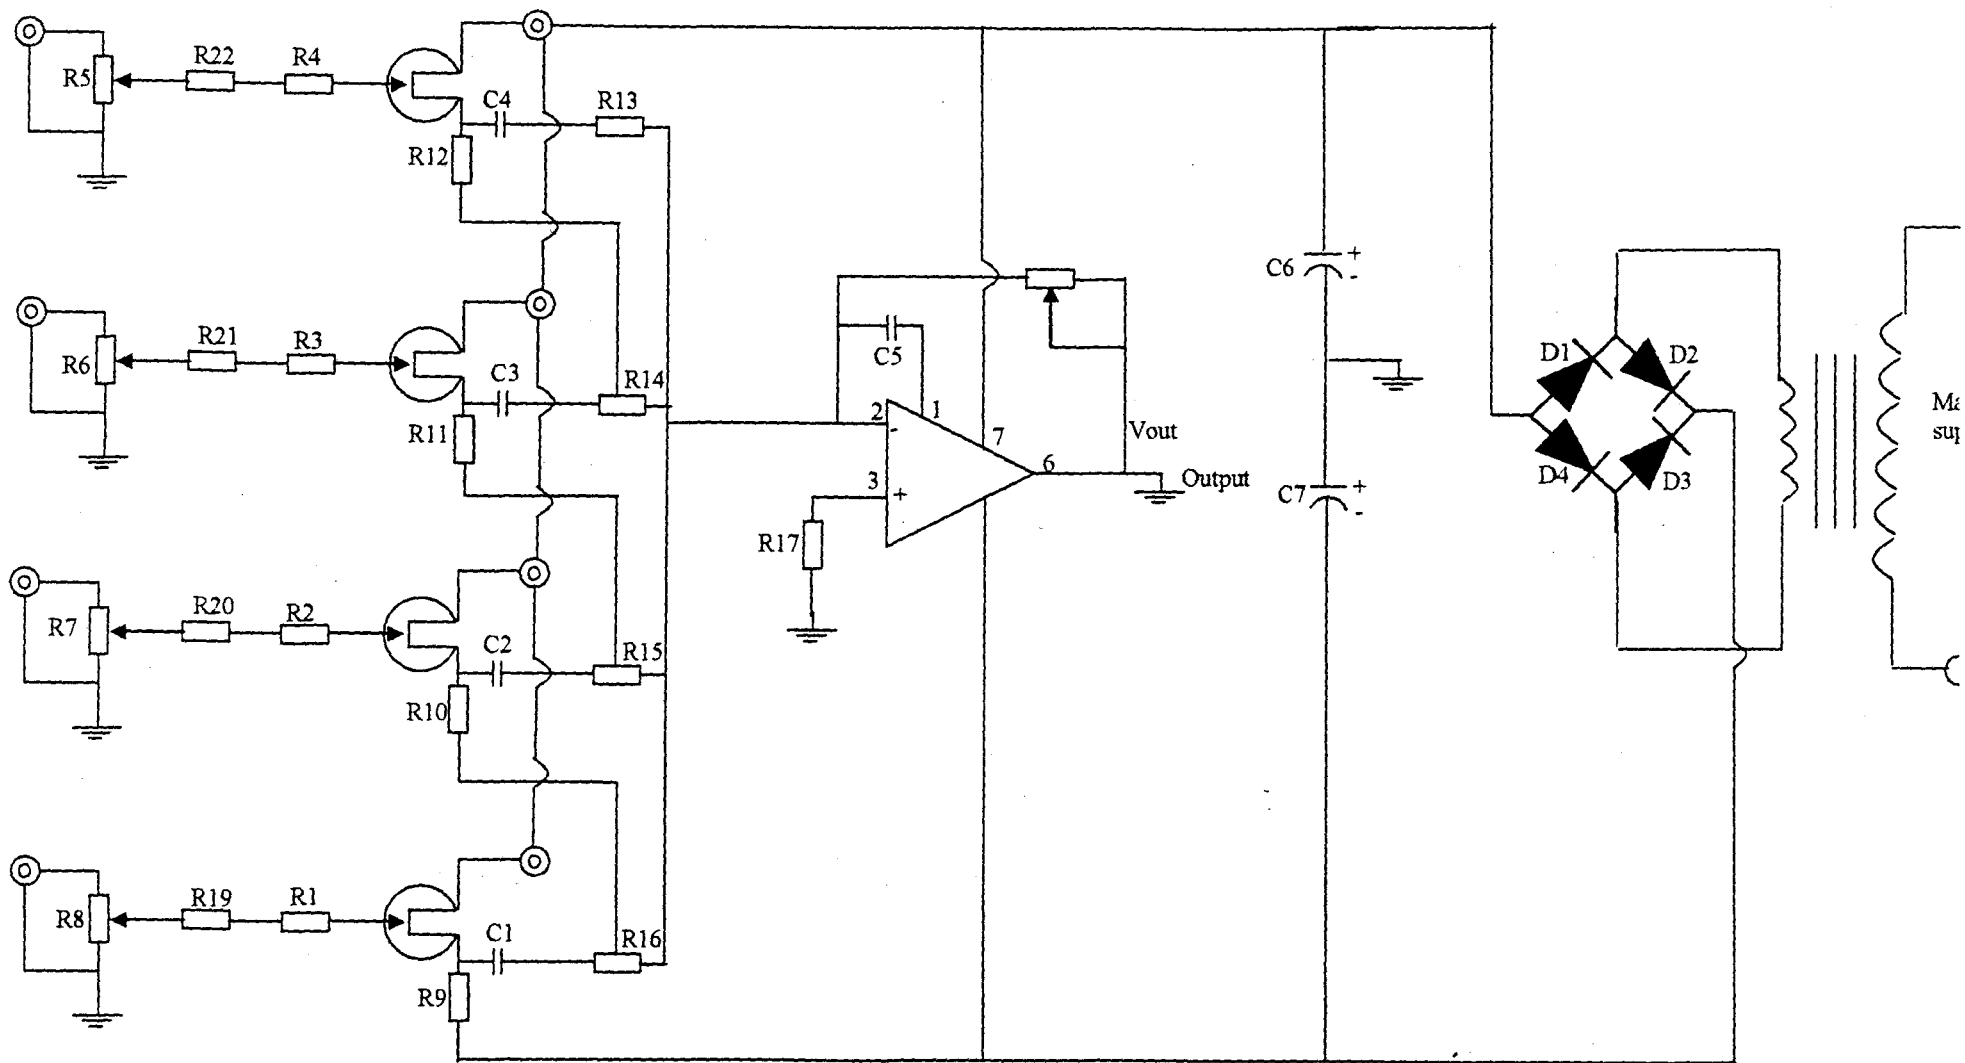 R22 R4
R5
C4 R13
R12
C6 +
-
R21 R3
R6
C3 R14
R11
C5
D1 D2
2 1
-
7
Vout
6
3
+
Output
C7 +
-
D4 D3
R17
R20 R2
R7
C2 R15
R10
R19 R1
R8
C1 R16
R9